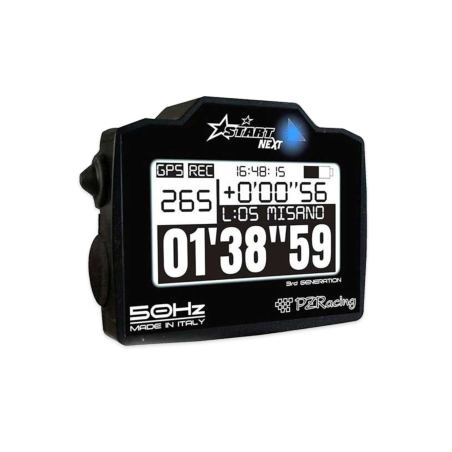 START
NEXT
GPS REC 16:48:15
265 +0'00"56
L:05 MISANO
01'38"59
3rd GENERATION
50Hz
MADE IN ITALY
PZRacing